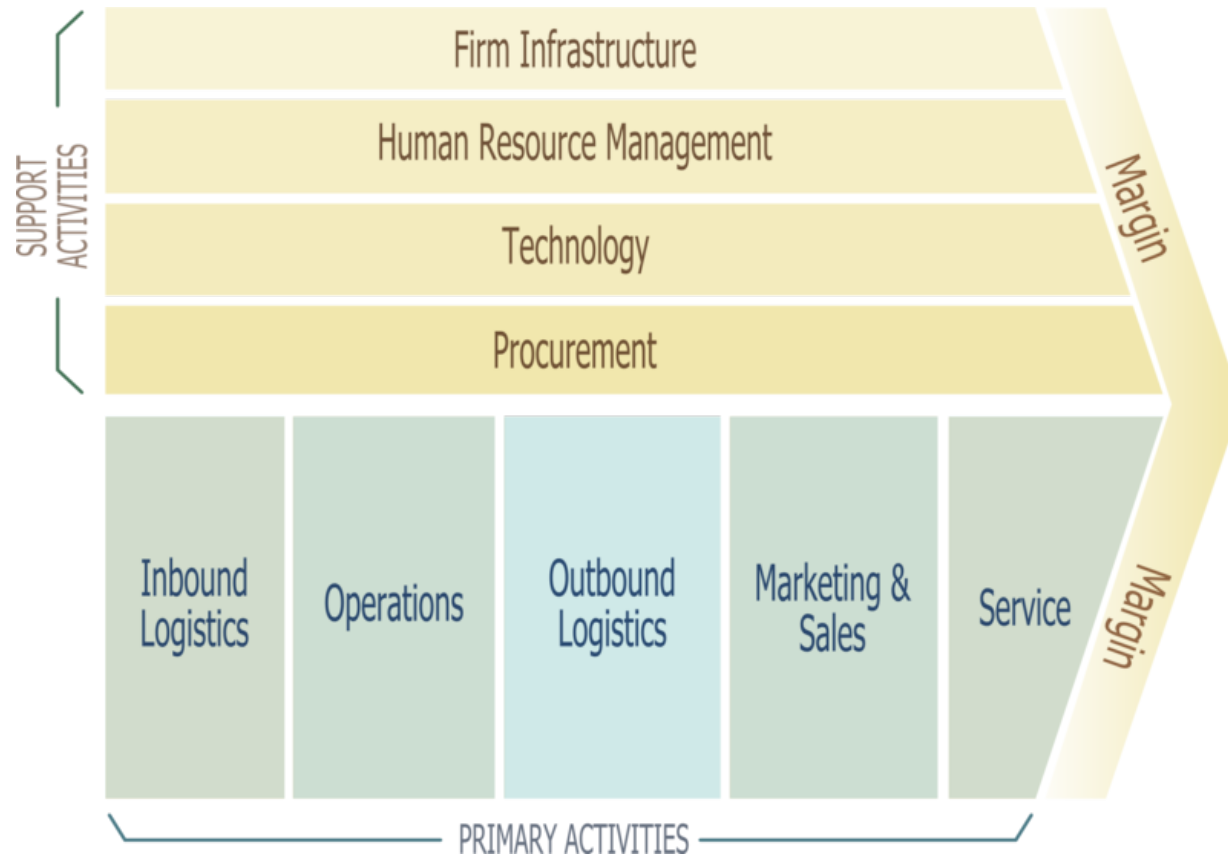 Firm Infrastructure
Human Resource Management
Technology
Procurement
SUPPORT
ACTIVITIES
Margin
Inbound
Logistics
Operations
Outbound
Logistics
Marketing &
Sales
Service
Margin
PRIMARY ACTIVITIES